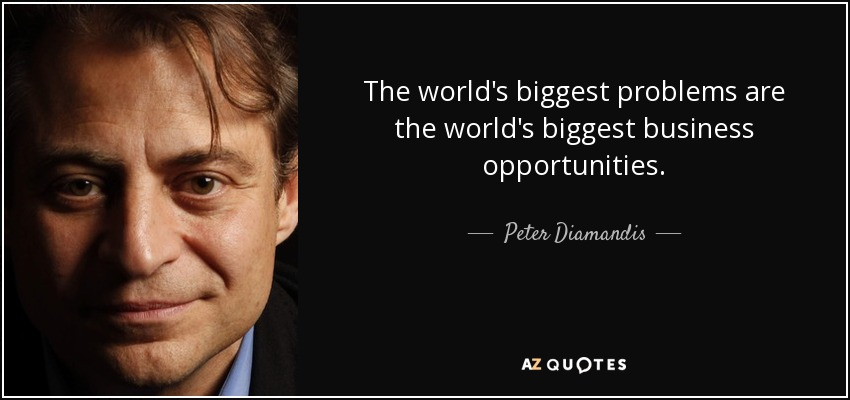 The world's biggest problems are
the world's biggest business
opportunities.
Peter Diamandis
AZ QUOTES